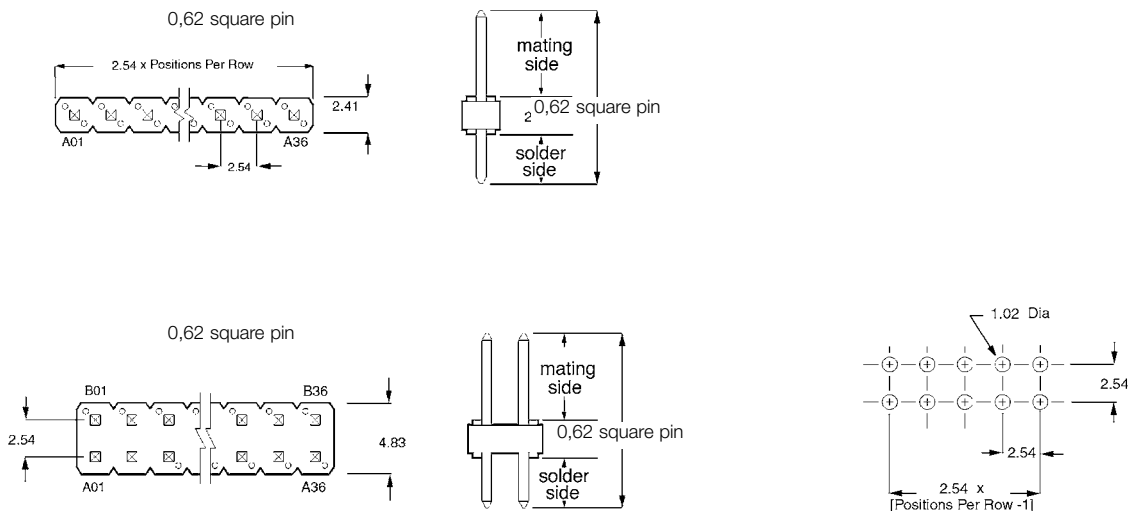 0,62 square pin
2.54 x Positions Per Row
2.41
A01
A36
2.54
mating
side
2
0,62 square pin
solder
side
0,62 square pin
B01
B36
2.54
4.83
A01
A36
mating
side
0,62 square pin
solder
side
1.02 Dia
2.54
2.54
2.54 x
[Positions Per Row -1]